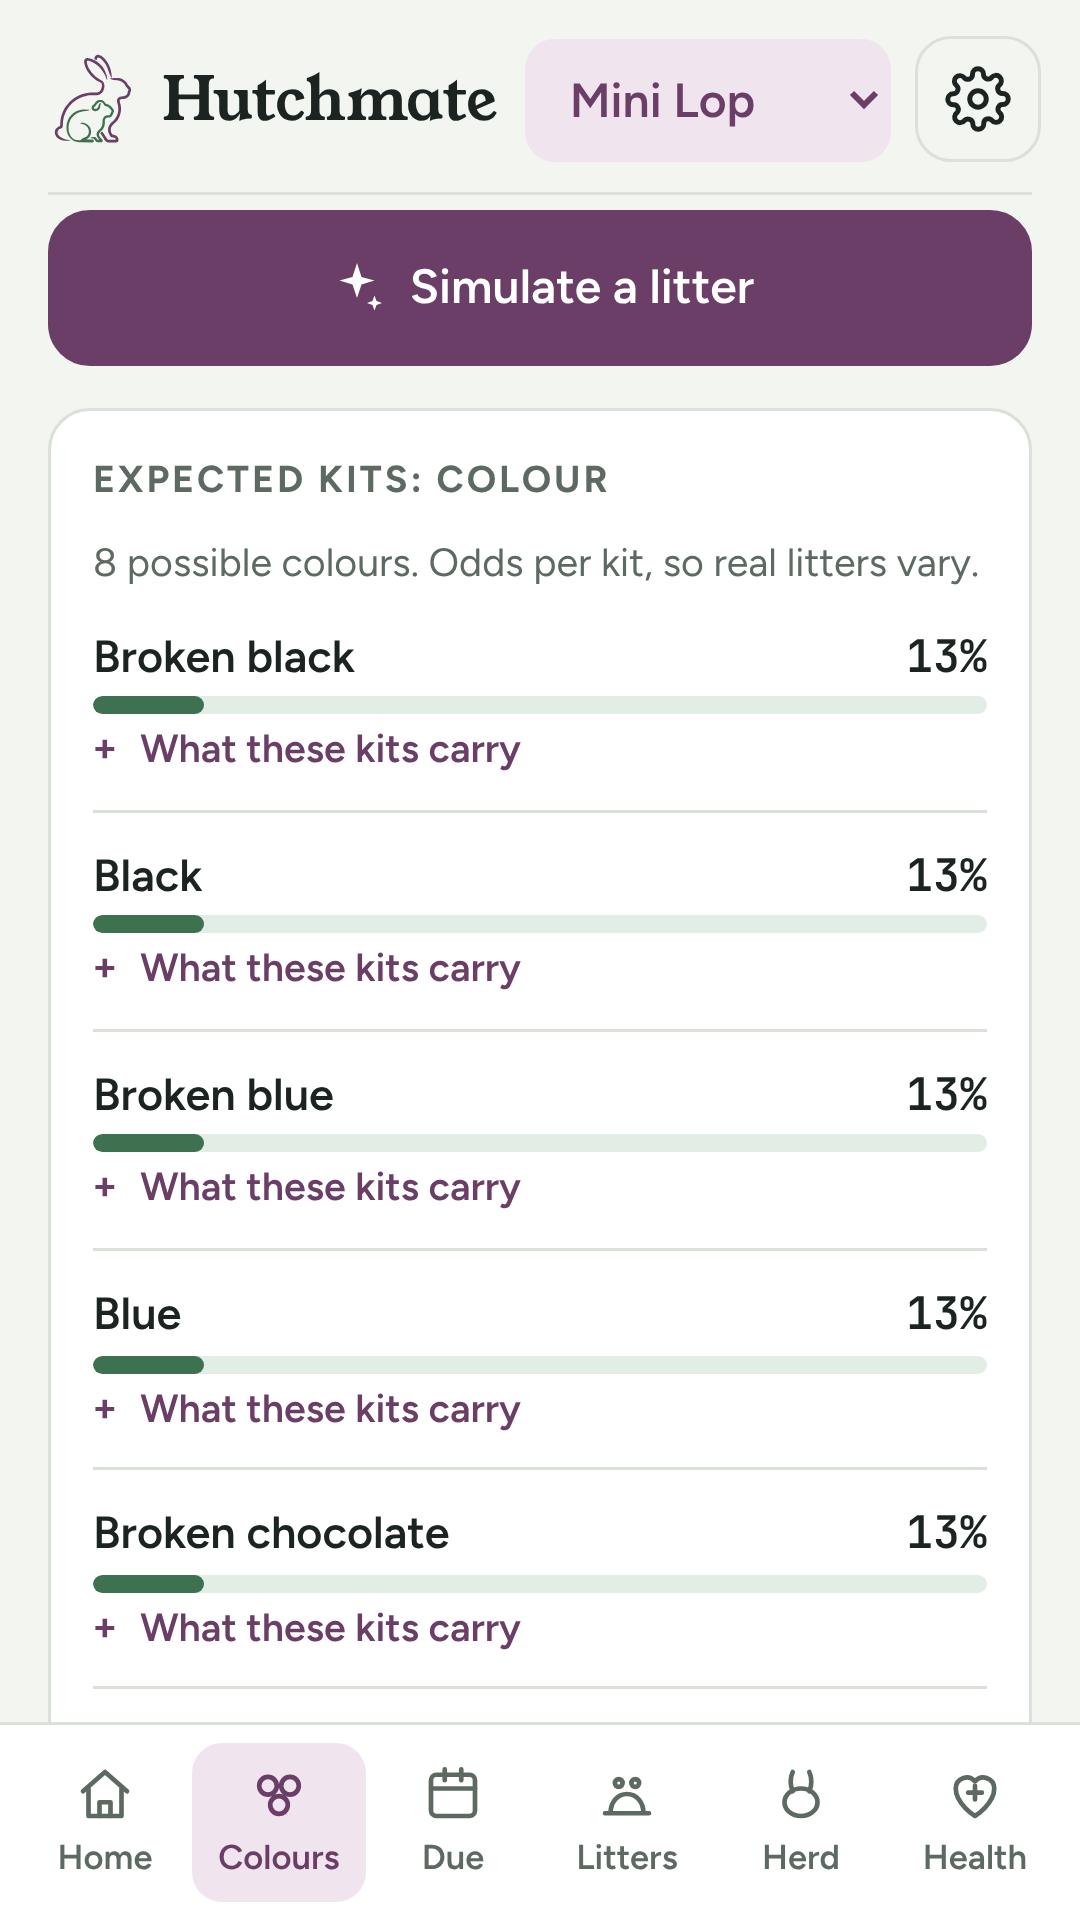 Hutchmate
Mini Lop
Simulate a litter
EXPECTED KITS: COLOUR
8 possible colours. Odds per kit, so real litters vary.
Broken black 13%
+ What these kits carry
Black 13%
+ What these kits carry
Broken blue 13%
+ What these kits carry
Blue 13%
+ What these kits carry
Broken chocolate 13%
+ What these kits carry
Home Colours Due Litters Herd Health